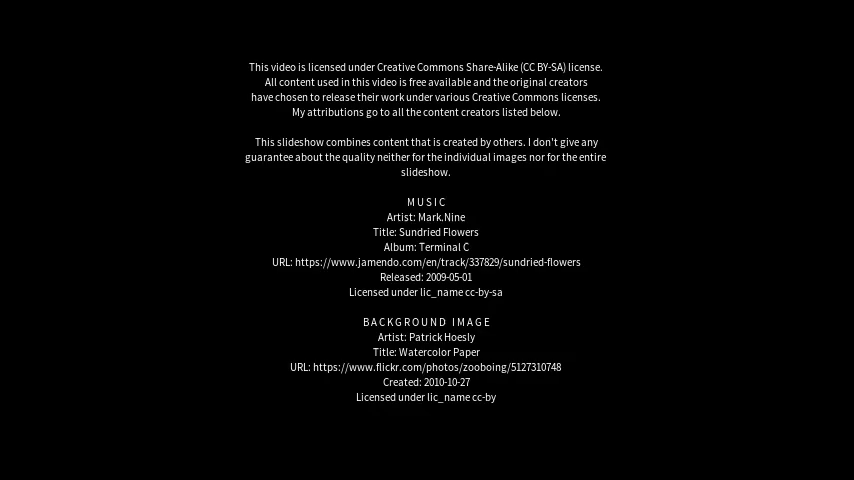 This video is licensed under Creative Commons Share-Alike (CC BY-SA) license.
All content used in this video is free available and the original creators
have chosen to release their work under various Creative Commons licenses.
My attributions go to all the content creators listed below.
This slideshow combines content that is created by others. I don't give any
guarantee about the quality neither for the individual images nor for the entire
slideshow.
MUSIC
Artist: Mark.Nine
Title: Sundried Flowers
Album: Terminal C
URL: https://www.jamendo.com/en/track/337829/sundried-flowers
Released: 2009-05-01
Licensed under lic_name cc-by-sa
BACKGROUND IMAGE
Artist: Patrick Hoesly
Title: Watercolor Paper
URL: https://www.flickr.com/photos/zooboing/5127310748
Created: 2010-10-27
Licensed under lic_name cc-by